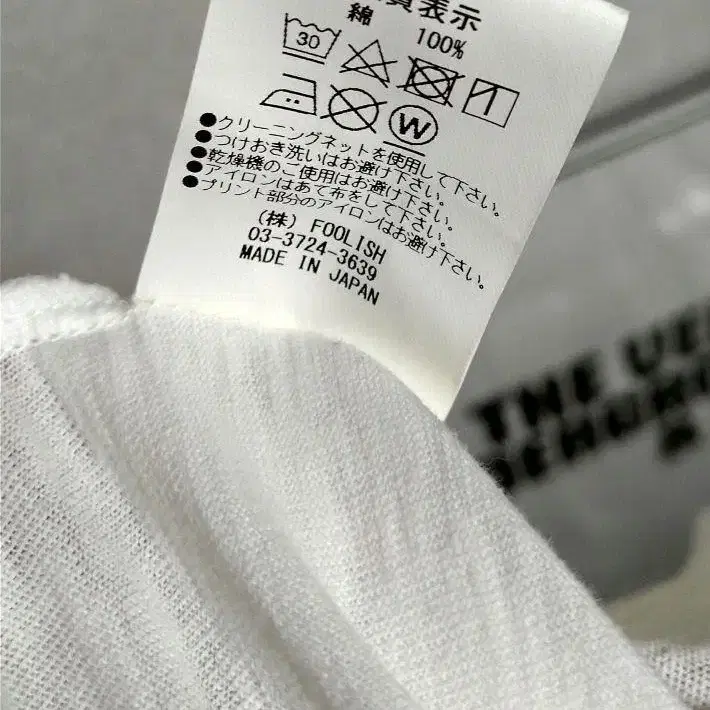 質表示
綿 100%
30
W
●クリーニングネットを使用して下さい。
●つけおき洗いはお避け下さい。
●乾燥機のご使用はお避け下さい。
●アイロンはあて布をして下さい。
●プリント部分のアイロンはお避け下さい。
(株) FOOLISH
03-3724-3639
MADE IN JAPAN
THE